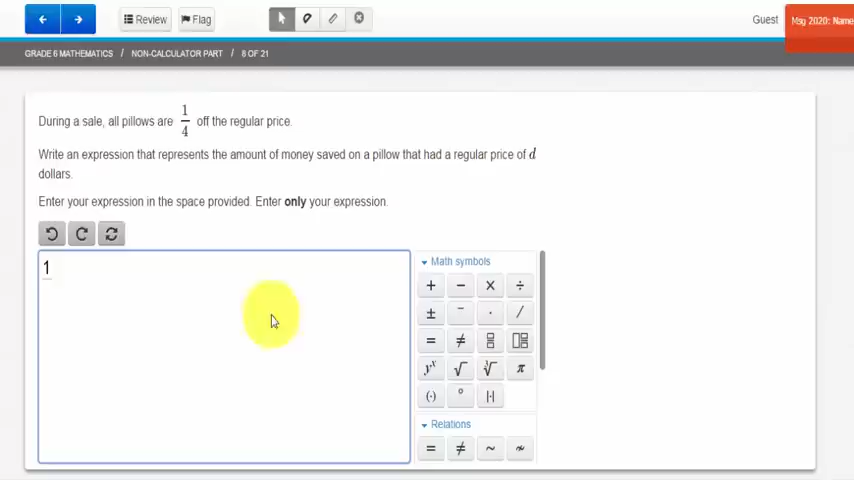 Review Flag Guest Msg 2020: Name
GRADE 6 MATHEMATICS / NON-CALCULATOR PART / 8 OF 21
During a sale, all pillows are 1/4 off the regular price.
Write an expression that represents the amount of money saved on a pillow that had a regular price of d
dollars.
Enter your expression in the space provided. Enter only your expression.
1
Math symbols
+ − × ÷
± − · /
= ≠
yˣ √ ∛ π
(·) ° |·|
Relations
= ≠ ~ ≁